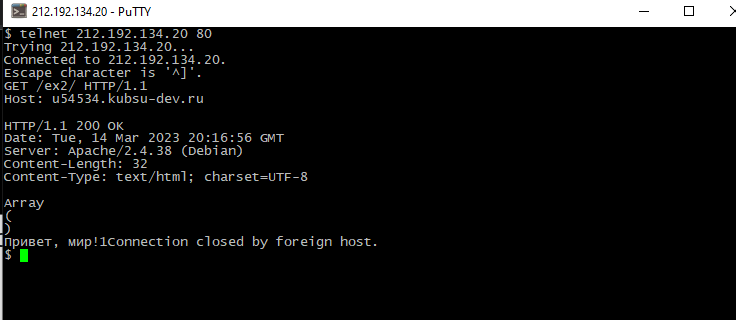 212.192.134.20 - PuTTY
$ telnet 212.192.134.20 80
Trying 212.192.134.20...
Connected to 212.192.134.20.
Escape character is '^]'.
GET /ex2/ HTTP/1.1
Host: u54534.kubsu-dev.ru
HTTP/1.1 200 OK
Date: Tue, 14 Mar 2023 20:16:56 GMT
Server: Apache/2.4.38 (Debian)
Content-Length: 32
Content-Type: text/html; charset=UTF-8
Array
(
)
Привет, мир!1Connection closed by foreign host.
$